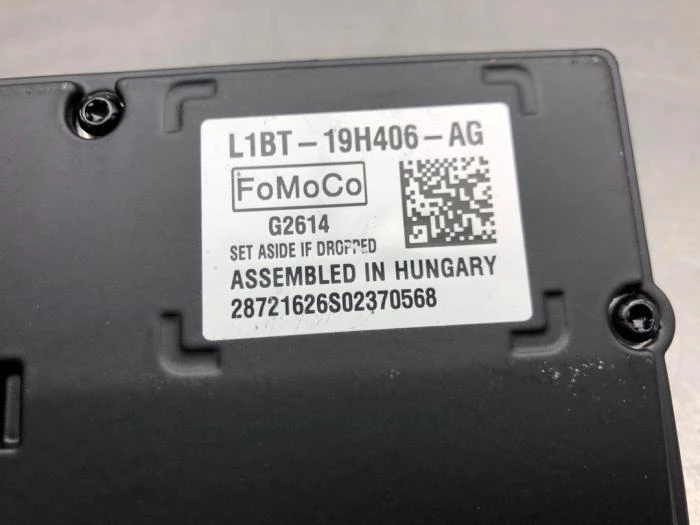 L1BT-19H406-AG
FoMoCo
G2614
SET ASIDE IF DROPPED
ASSEMBLED IN HUNGARY
28721626S02370568